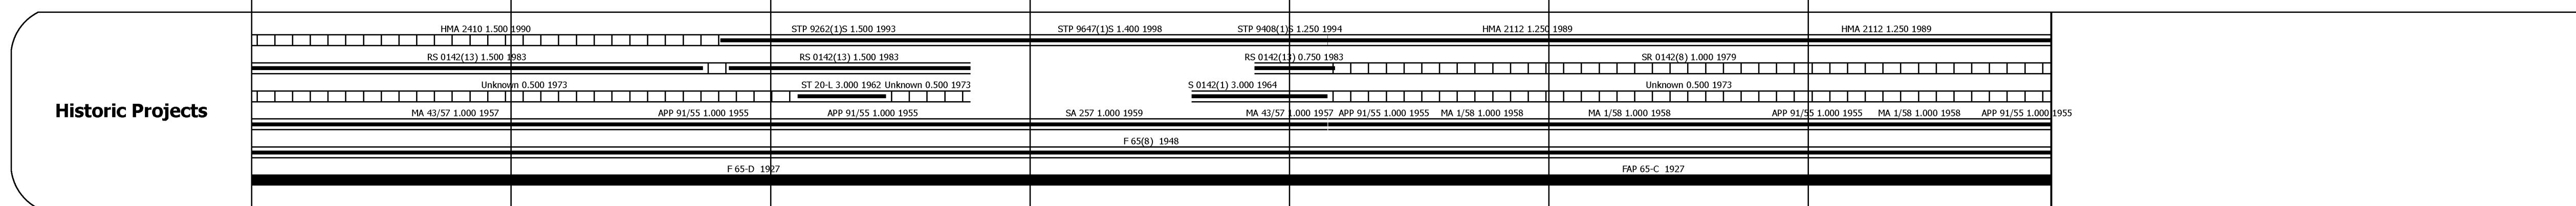 HMA 2410 1.500 1990 STP 9262(1)S 1.500 1993 STP 9647(1)S 1.400 1998 STP 9408(1)S 1.250 1994 HMA 2112 1.250 1989 HMA 2112 1.250 1989
RS 0142(13) 1.500 1983 RS 0142(13) 1.500 1983 RS 0142(13) 0.750 1983 SR 0142(8) 1.000 1979
Unknown 0.500 1973 ST 20-L 3.000 1962 Unknown 0.500 1973 S 0142(1) 3.000 1964 Unknown 0.500 1973
Historic Projects
MA 43/57 1.000 1957 APP 91/55 1.000 1955 APP 91/55 1.000 1955 SA 257 1.000 1959 MA 43/57 1.000 1957 APP 91/55 1.000 1955 MA 1/58 1.000 1958 MA 1/58 1.000 1958 APP 91/55 1.000 1955 MA 1/58 1.000 1958 APP 91/55 1.000 1955
F 65(8) 1948
F 65-D 1927 FAP 65-C 1927